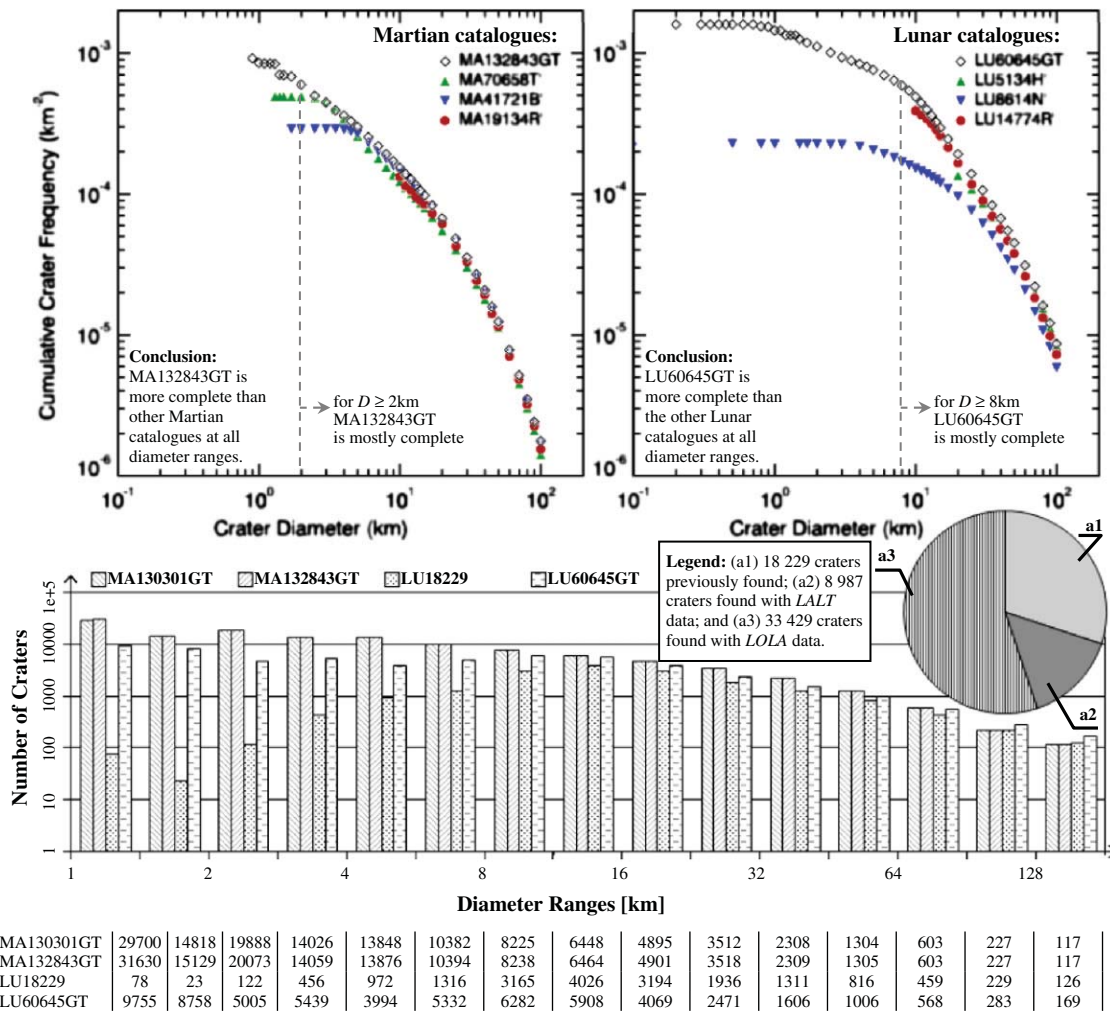 Martian catalogues:
MA132843GT
MA70658T'
MA41721B'
MA19134R'
Cumulative Crater Frequency (km⁻²)
10⁻³
10⁻⁴
10⁻⁵
10⁻⁶
Conclusion:
MA132843GT is
more complete than
other Martian
catalogues at all
diameter ranges.
for D ≥ 2km
MA132843GT
is mostly complete
10⁻¹ 10⁰ 10¹ 10²
Crater Diameter (km)
Lunar catalogues:
LU60645GT
LU5134H'
LU8614N'
LU14774R'
10⁻³
10⁻⁴
10⁻⁵
10⁻⁶
Conclusion:
LU60645GT is
more complete than
the other Lunar
catalogues at all
diameter ranges.
for D ≥ 8km
LU60645GT
is mostly complete
10⁻¹ 10⁰ 10¹ 10²
Crater Diameter (km)
Legend: (a1) 18 229 craters
previously found; (a2) 8 987
craters found with LALT
data; and (a3) 33 429 craters
found with LOLA data.
a1
a2
a3
MA130301GT MA132843GT LU18229 LU60645GT
Number of Craters
1e+5
10000
1000
100
10
1
1 2 4 8 16 32 64 128
Diameter Ranges [km]
MA130301GT 29700 14818 19888 14026 13848 10382 8225 6448 4895 3512 2308 1304 603 227 117
MA132843GT 31630 15129 20073 14059 13876 10394 8238 6464 4901 3518 2309 1305 603 227 117
LU18229 78 23 122 456 972 1316 3165 4026 3194 1936 1311 816 459 229 126
LU60645GT 9755 8758 5005 5439 3994 5332 6282 5908 4069 2471 1606 1006 568 283 169